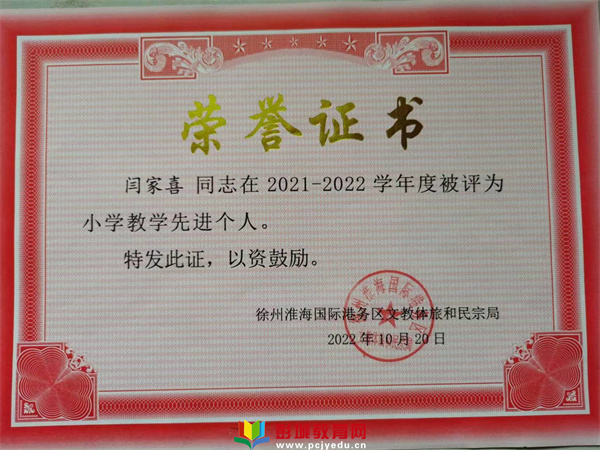 荣誉证书
闫家喜 同志在 2021-2022 学年度被评为
小学教学先进个人。
特发此证，以资鼓励。
徐州淮海国际港务区文教体旅和民宗局
2022 年 10 月 20 日
彭城教育网
www.pcjyedu.cn